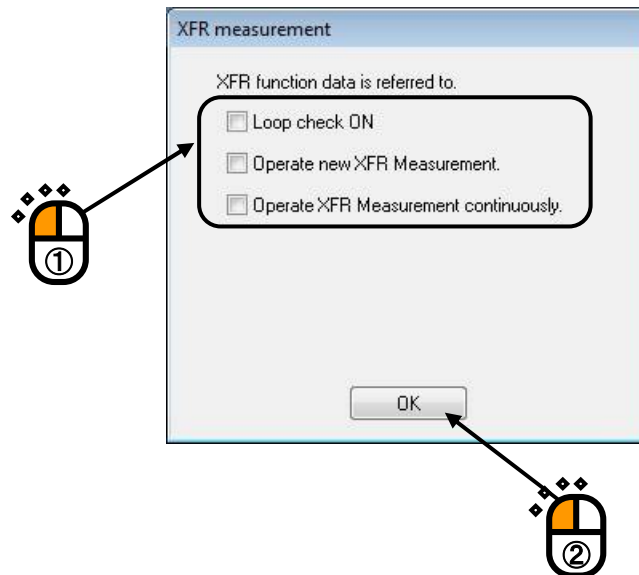 XFR measurement
XFR function data is referred to.
Loop check ON
Operate new XFR Measurement.
Operate XFR Measurement continuously.
①
OK
②